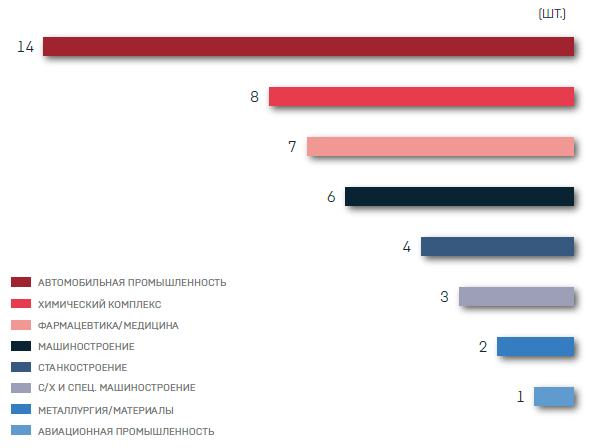 (ШТ.)
14
8
7
6
4
3
2
1
АВТОМОБИЛЬНАЯ ПРОМЫШЛЕННОСТЬ
ХИМИЧЕСКИЙ КОМПЛЕКС
ФАРМАЦЕВТИКА/МЕДИЦИНА
МАШИНОСТРОЕНИЕ
СТАНКОСТРОЕНИЕ
С/Х И СПЕЦ. МАШИНОСТРОЕНИЕ
МЕТАЛЛУРГИЯ/МАТЕРИАЛЫ
АВИАЦИОННАЯ ПРОМЫШЛЕННОСТЬ